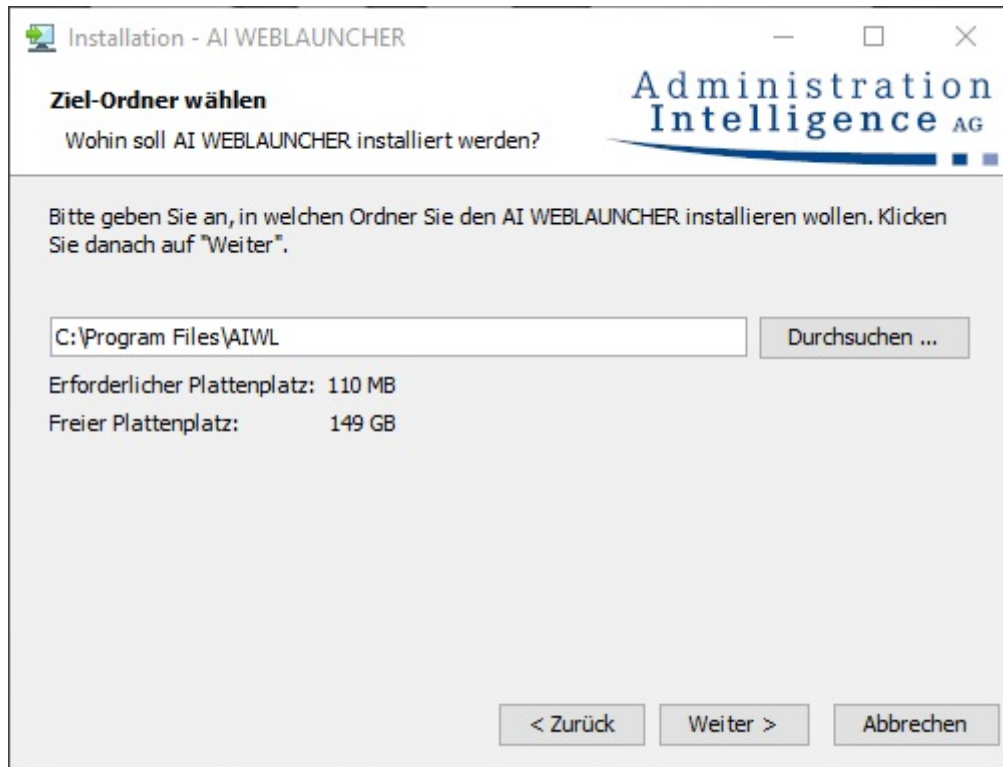 Installation - AI WEBLAUNCHER
Ziel-Ordner wählen
Wohin soll AI WEBLAUNCHER installiert werden?
Administration
Intelligence AG
Bitte geben Sie an, in welchen Ordner Sie den AI WEBLAUNCHER installieren wollen. Klicken
Sie danach auf "Weiter".
C:\Program Files\AIWL
Durchsuchen ...
Erforderlicher Plattenplatz: 110 MB
Freier Plattenplatz: 149 GB
< Zurück
Weiter >
Abbrechen